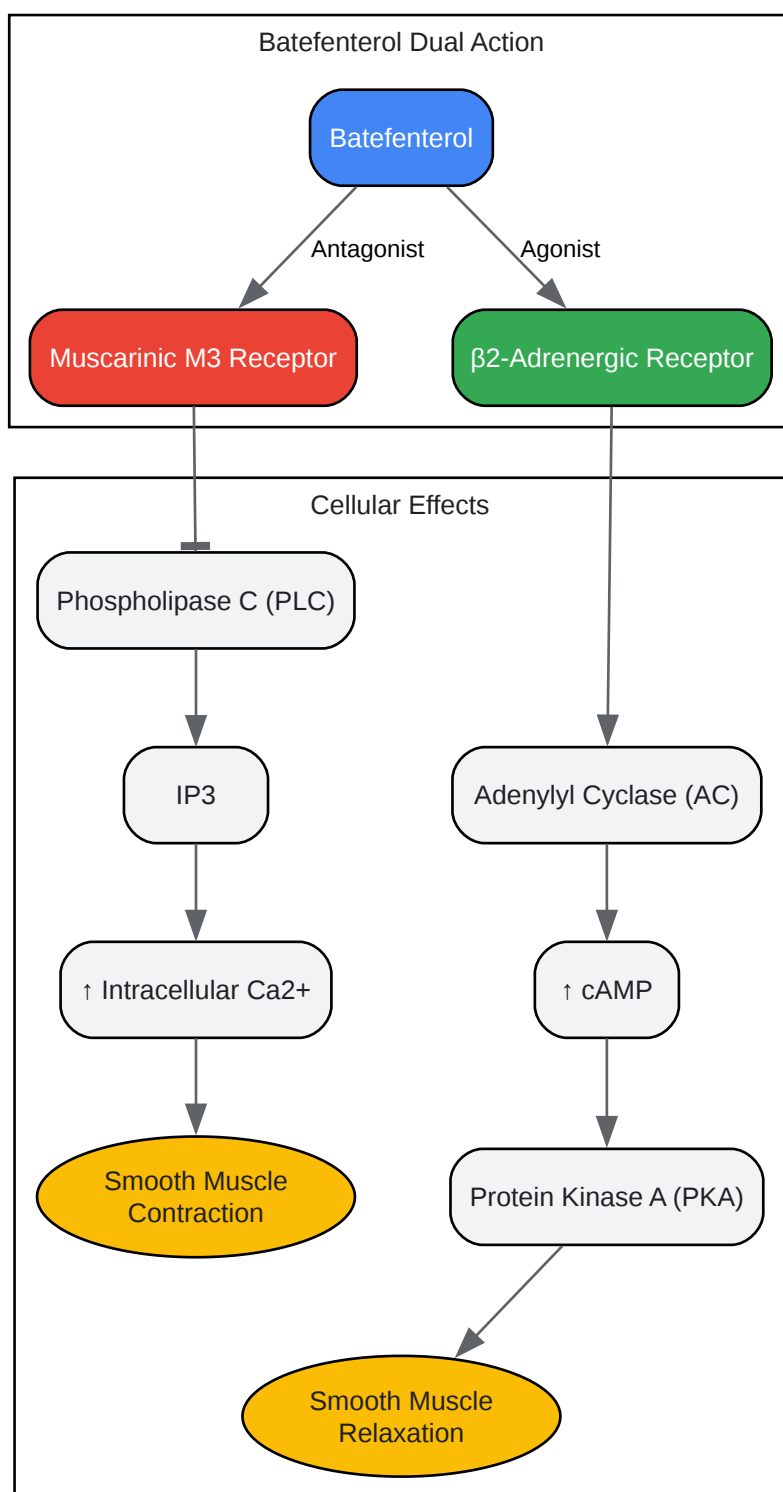 Batefenterol Dual Action
Batefenterol
Antagonist
Agonist
Muscarinic M3 Receptor
β2-Adrenergic Receptor
Cellular Effects
Phospholipase C (PLC)
IP3
Adenylyl Cyclase (AC)
↑ Intracellular Ca2+
↑ cAMP
Smooth Muscle
Contraction
Protein Kinase A (PKA)
Smooth Muscle
Relaxation